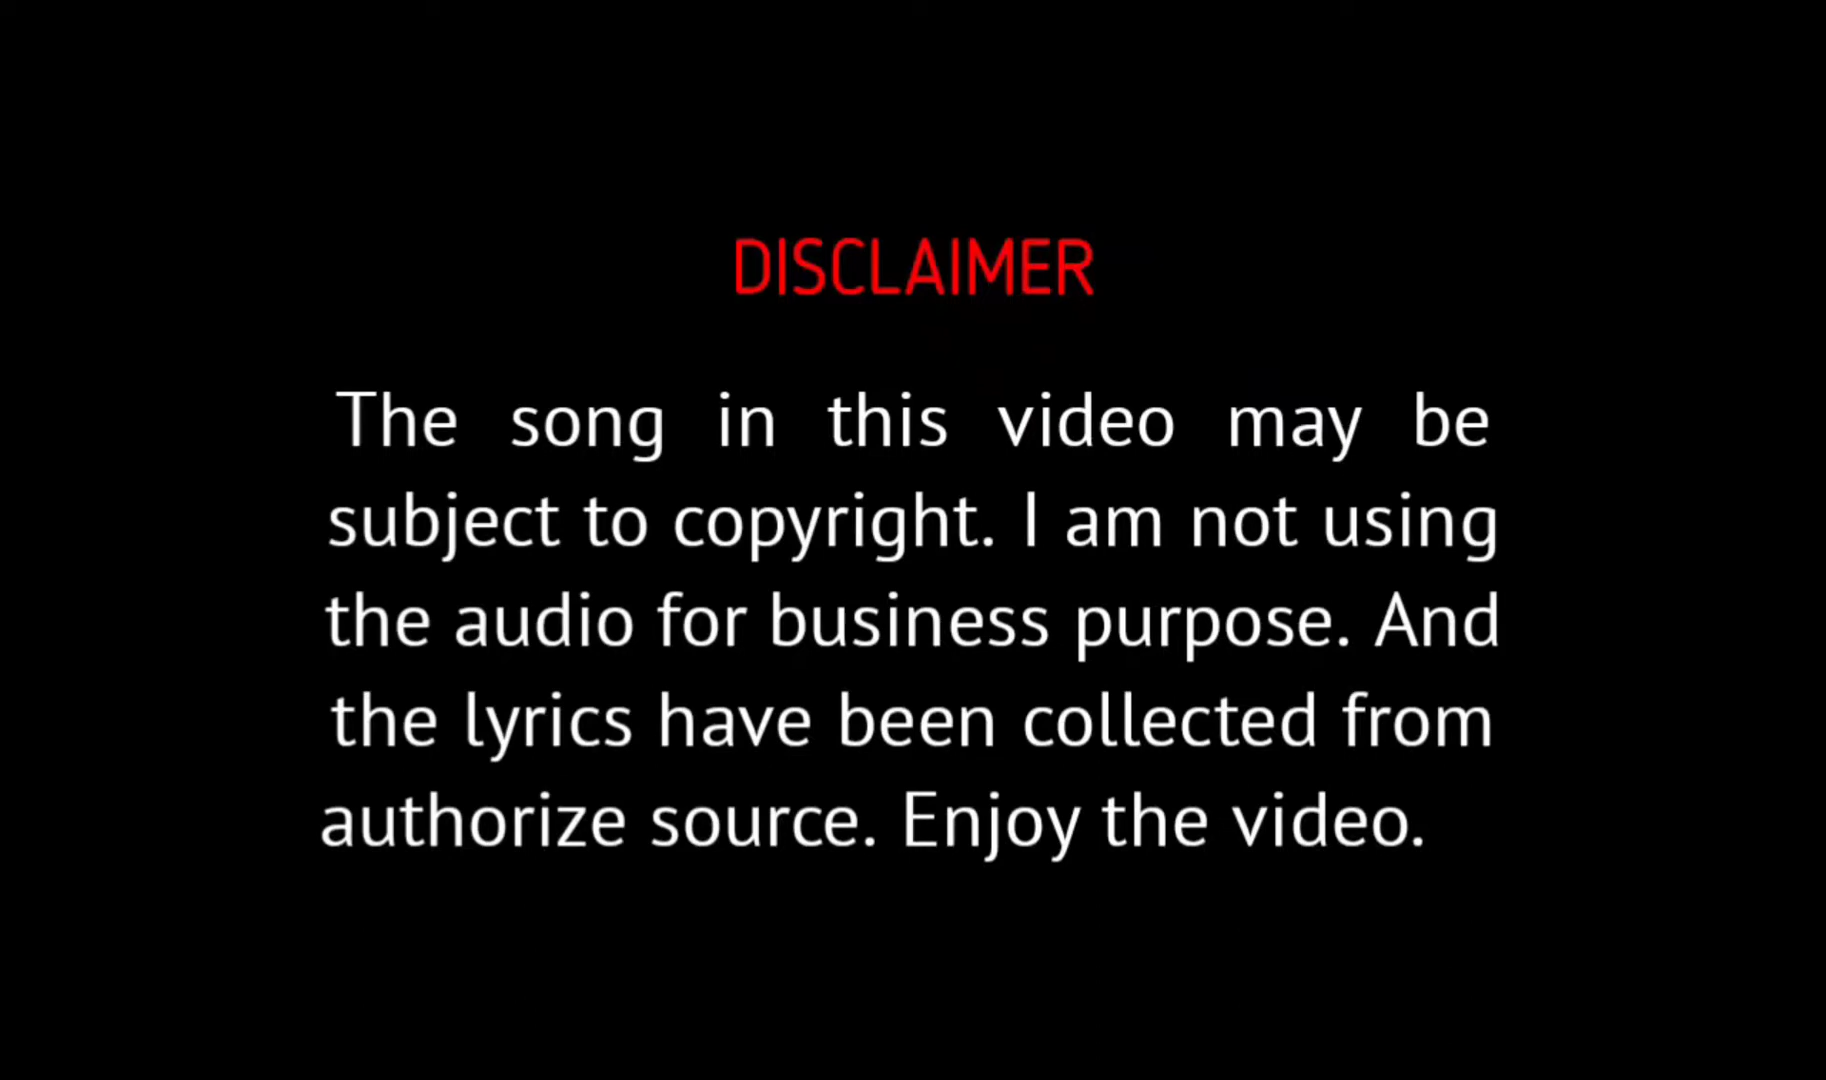 DISCLAIMER
The song in this video may be
subject to copyright. I am not using
the audio for business purpose. And
the lyrics have been collected from
authorize source. Enjoy the video.